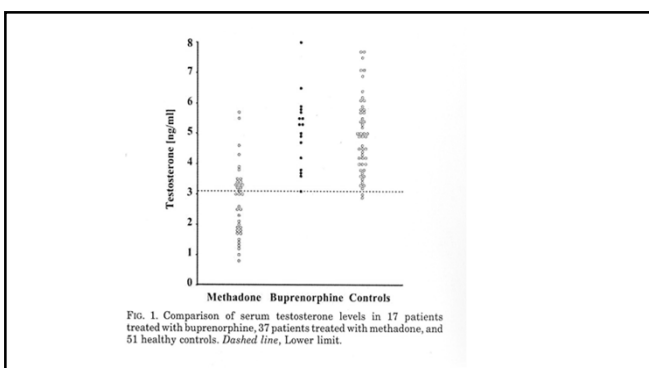 8
7
6
5
4
3
2
1
0
Testosterone [ng/ml]
Methadone Buprenorphine Controls
FIG. 1. Comparison of serum testosterone levels in 17 patients
treated with buprenorphine, 37 patients treated with methadone, and
51 healthy controls. Dashed line, Lower limit.